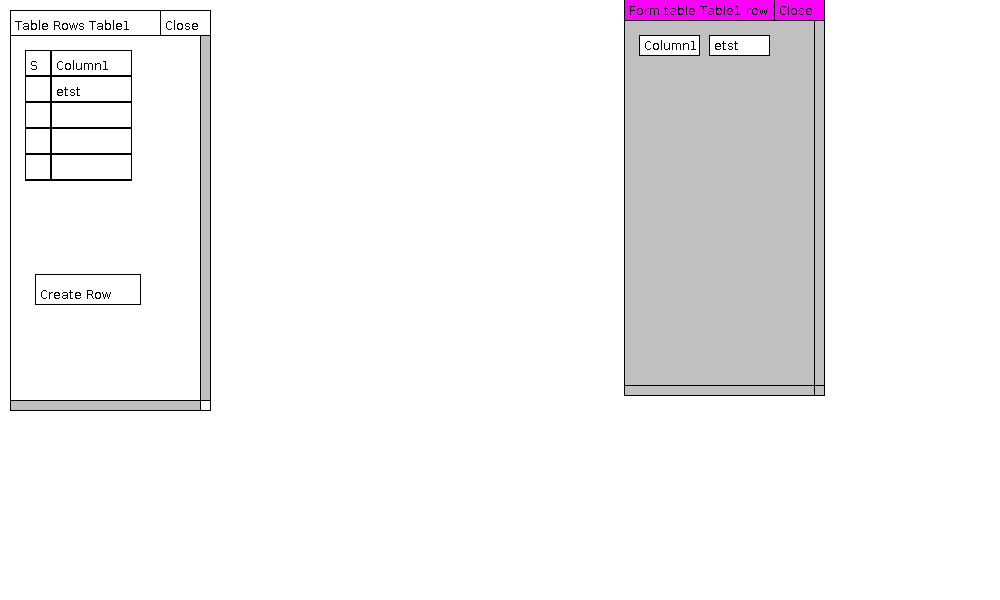 Table Rows Table1 Close
S Column1
etst
Create Row
Form table Table1 row Close
Column1 etst